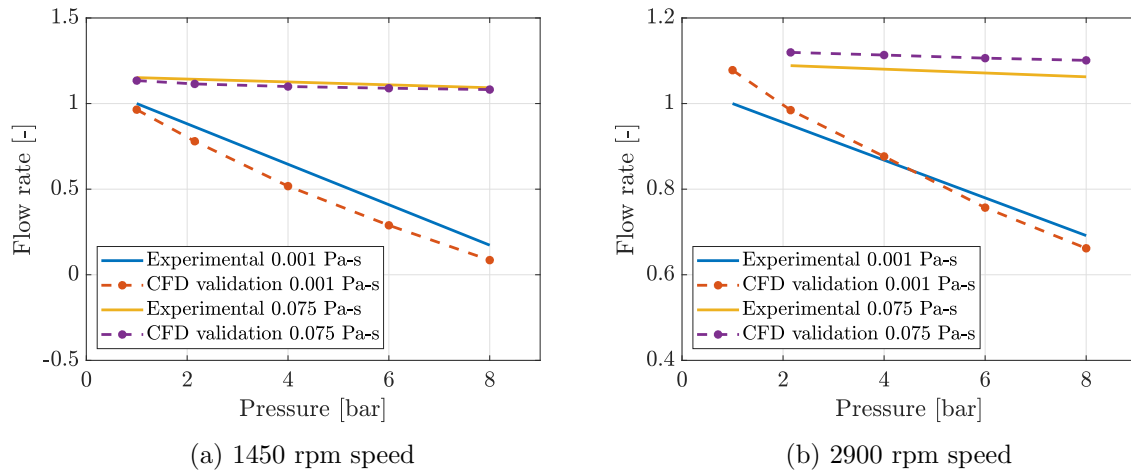 1.5
1
0.5
0
-0.5
0
2
4
6
8
Flow rate [-]
Pressure [bar]
Experimental 0.001 Pa-s
CFD validation 0.001 Pa-s
Experimental 0.075 Pa-s
CFD validation 0.075 Pa-s
(a) 1450 rpm speed
1.2
1
0.8
0.6
0.4
0
2
4
6
8
Flow rate [-]
Pressure [bar]
Experimental 0.001 Pa-s
CFD validation 0.001 Pa-s
Experimental 0.075 Pa-s
CFD validation 0.075 Pa-s
(b) 2900 rpm speed